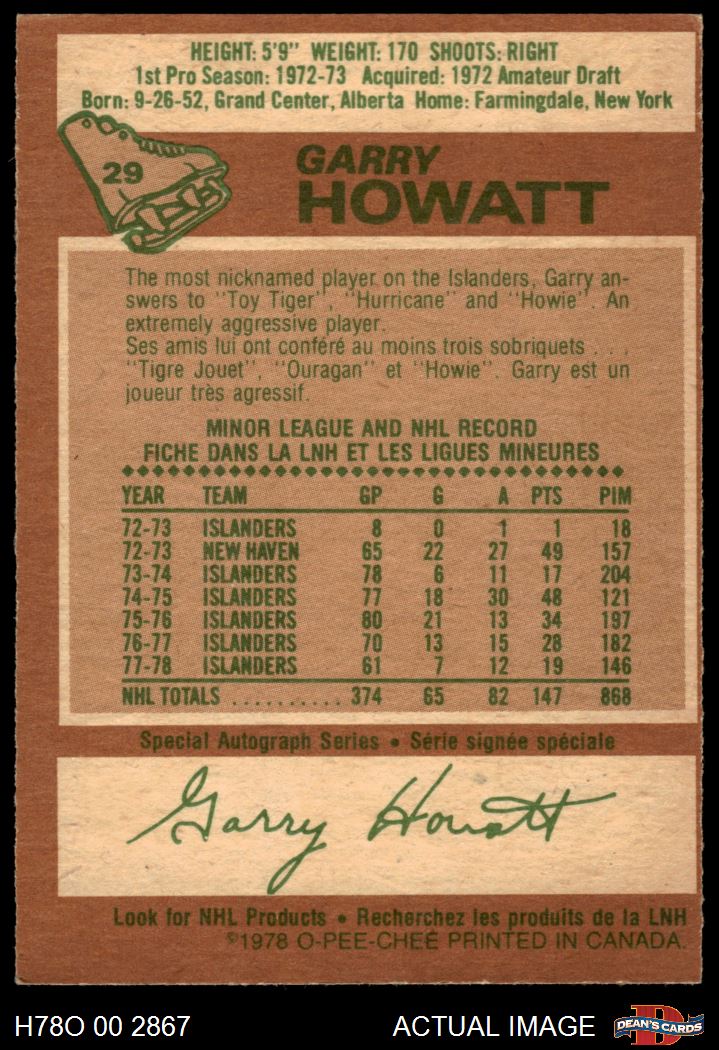 HEIGHT: 5'9" WEIGHT: 170 SHOOTS: RIGHT
1st Pro Season: 1972-73 Acquired: 1972 Amateur Draft
Born: 9-26-52, Grand Center, Alberta Home: Farmingdale, New York
29
GARRY
HOWATT
The most nicknamed player on the Islanders, Garry an-
swers to "Toy Tiger", "Hurricane" and "Howie". An
extremely aggressive player.
Ses amis lui ont conféré au moins trois sobriquets . . .
"Tigre Jouet", "Ouragan" et "Howie". Garry est un
joueur très agressif.
MINOR LEAGUE AND NHL RECORD
FICHE DANS LA LNH ET LES LIGUES MINEURES
YEAR TEAM GP G A PTS PIM
72-73 ISLANDERS 8 0 1 1 18
72-73 NEW HAVEN 65 22 27 49 157
73-74 ISLANDERS 78 6 11 17 204
74-75 ISLANDERS 77 18 30 48 121
75-76 ISLANDERS 80 21 13 34 197
76-77 ISLANDERS 70 13 15 28 182
77-78 ISLANDERS 61 7 12 19 146
NHL TOTALS .......... 374 65 82 147 868
Special Autograph Series • Série signée spéciale
Garry Howatt
Look for NHL Products • Recherchez les produits de la LNH
©1978 O-PEE-CHEE PRINTED IN CANADA.
H78O 00 2867 ACTUAL IMAGE D DEAN'S CARDS